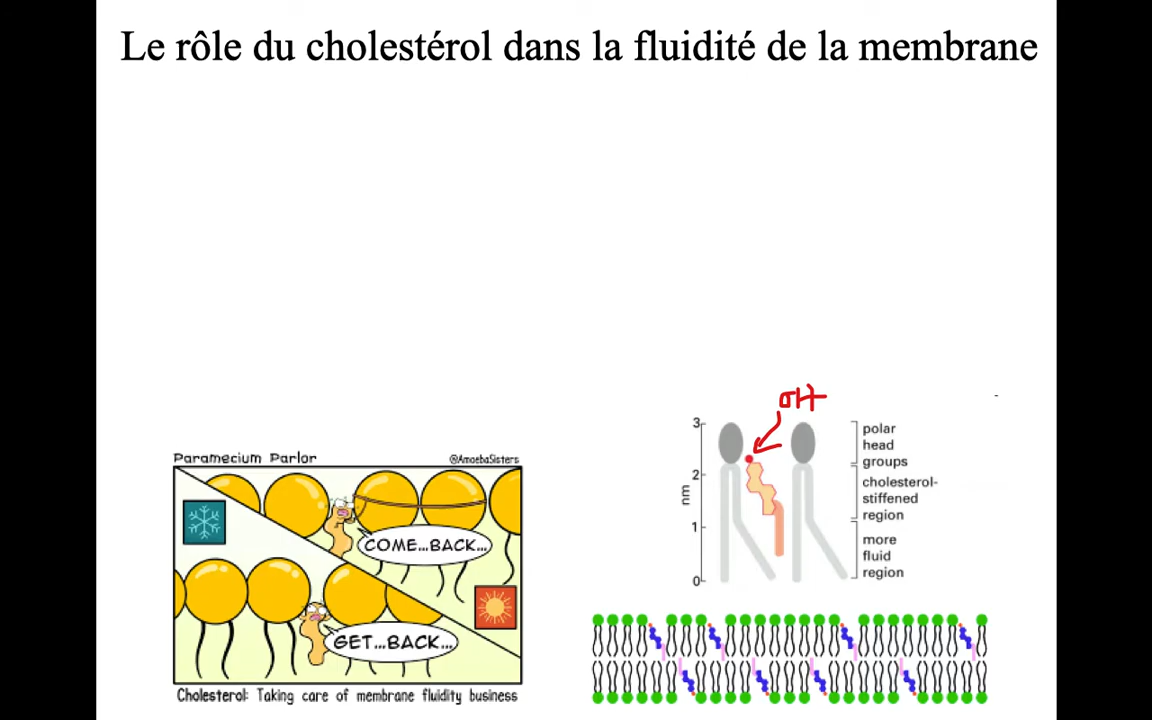 Le rôle du cholestérol dans la fluidité de la membrane
Paramecium Parlor
@AmoebaSisters
COME...BACK...
GET...BACK...
Cholesterol: Taking care of membrane fluidity business
OH
3
2
1
0
nm
polar
head
groups
cholesterol-
stiffened
region
more
fluid
region